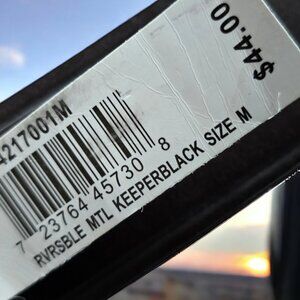 4217001M
$44.00
7 23764 45730 8
RVRSBLE MTL KEEPERBLACK SIZE M